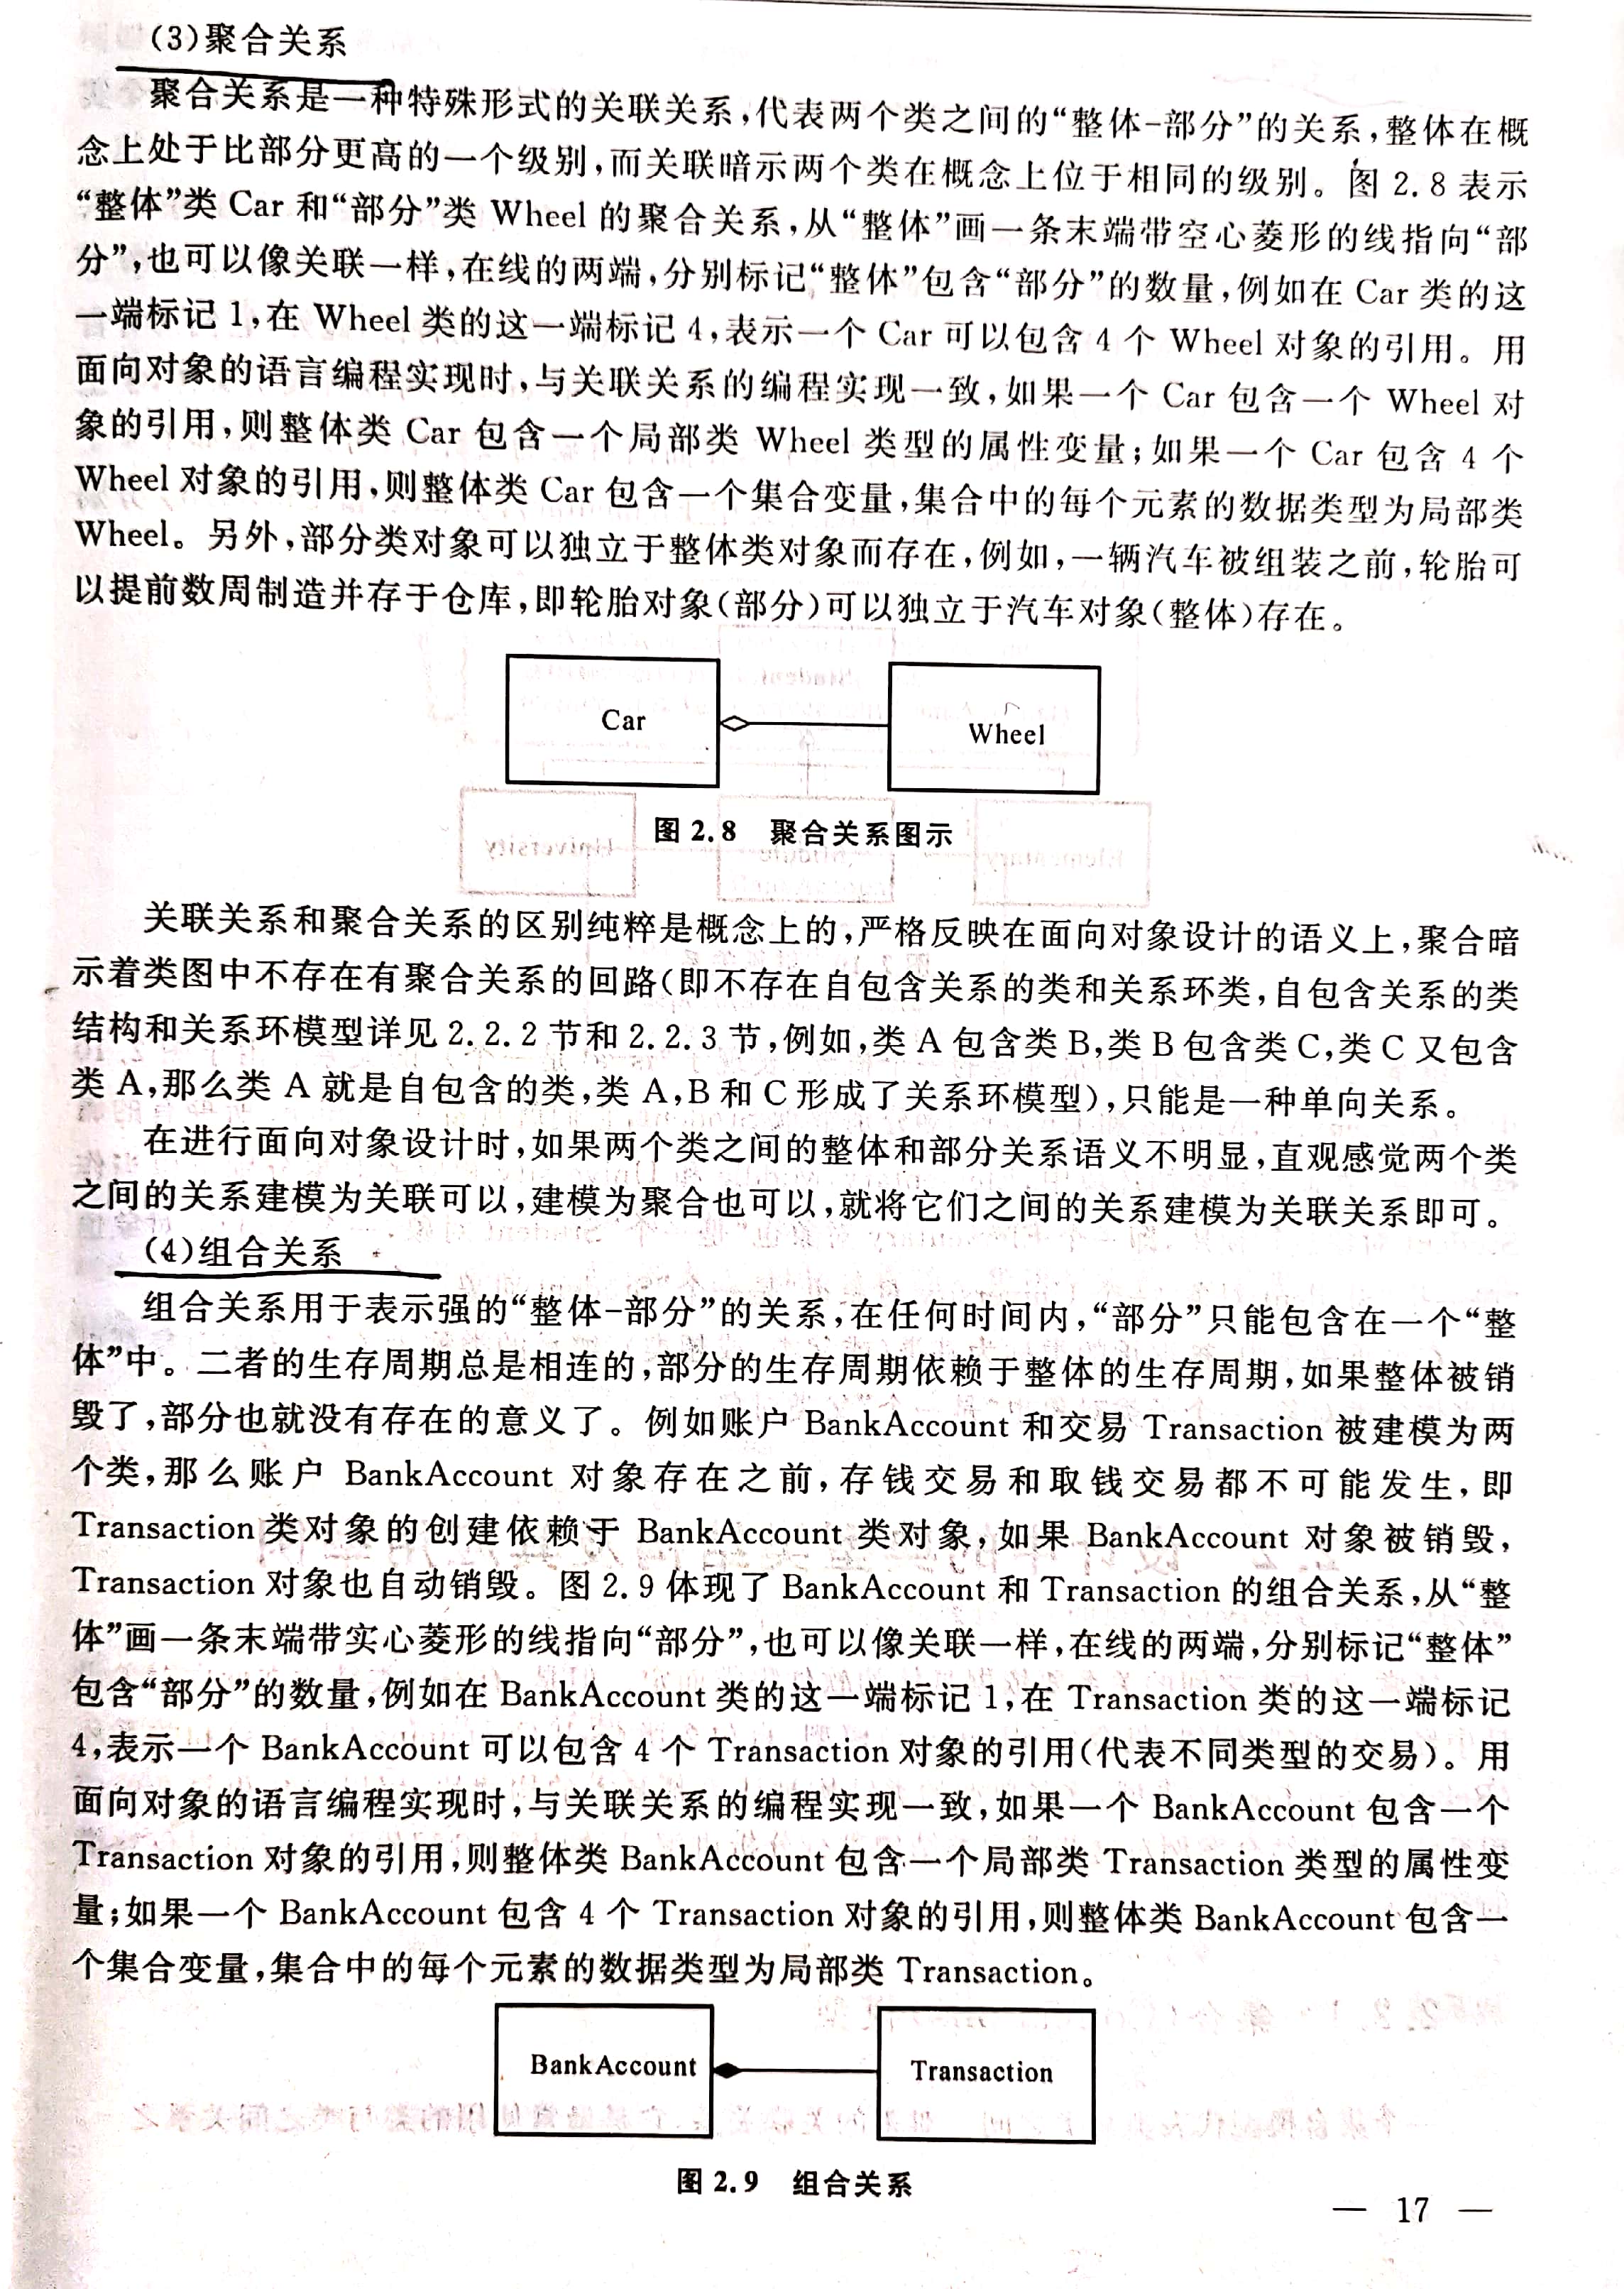 (3)聚合关系
聚合关系是一种特殊形式的关联关系,代表两个类之间的“整体-部分”的关系,整体在概
念上处于比部分更高的一个级别,而关联暗示两个类在概念上位于相同的级别。图 2.8 表示
“整体”类 Car 和“部分”类 Wheel 的聚合关系,从“整体”画一条末端带空心菱形的线指向“部
分”,也可以像关联一样,在线的两端,分别标记“整体”包含“部分”的数量,例如在 Car 类的这
一端标记 1,在 Wheel 类的这一端标记 4,表示一个 Car 可以包含 4 个 Wheel 对象的引用。用
面向对象的语言编程实现时,与关联关系的编程实现一致,如果一个 Car 包含一个 Wheel 对
象的引用,则整体类 Car 包含一个局部类 Wheel 类型的属性变量;如果一个 Car 包含 4 个
Wheel 对象的引用,则整体类 Car 包含一个集合变量,集合中的每个元素的数据类型为局部类
Wheel。另外,部分类对象可以独立于整体类对象而存在,例如,一辆汽车被组装之前,轮胎可
以提前数周制造并存于仓库,即轮胎对象(部分)可以独立于汽车对象(整体)存在。
Car
Wheel
图 2.8 聚合关系图示
关联关系和聚合关系的区别纯粹是概念上的,严格反映在面向对象设计的语义上,聚合暗
示着类图中不存在有聚合关系的回路(即不存在自包含关系的类和关系环类,自包含关系的类
结构和关系环模型详见 2.2.2 节和 2.2.3 节,例如,类 A 包含类 B,类 B 包含类 C,类 C 又包含
类 A,那么类 A 就是自包含的类,类 A,B 和 C 形成了关系环模型),只能是一种单向关系。
在进行面向对象设计时,如果两个类之间的整体和部分关系语义不明显,直观感觉两个类
之间的关系建模为关联可以,建模为聚合也可以,就将它们之间的关系建模为关联关系即可。
(4)组合关系
组合关系用于表示强的“整体-部分”的关系,在任何时间内,“部分”只能包含在一个“整
体”中。二者的生存周期总是相连的,部分的生存周期依赖于整体的生存周期,如果整体被销
毁了,部分也就没有存在的意义了。例如账户 BankAccount 和交易 Transaction 被建模为两
个类,那么账户 BankAccount 对象存在之前,存钱交易和取钱交易都不可能发生,即
Transaction 类对象的创建依赖于 BankAccount 类对象,如果 BankAccount 对象被销毁,
Transaction 对象也自动销毁。图 2.9 体现了 BankAccount 和 Transaction 的组合关系,从“整
体”画一条末端带实心菱形的线指向“部分”,也可以像关联一样,在线的两端,分别标记“整体”
包含“部分”的数量,例如在 BankAccount 类的这一端标记 1,在 Transaction 类的这一端标记
4,表示一个 BankAccount 可以包含 4 个 Transaction 对象的引用(代表不同类型的交易)。用
面向对象的语言编程实现时,与关联关系的编程实现一致,如果一个 BankAccount 包含一个
Transaction 对象的引用,则整体类 BankAccount 包含一个局部类 Transaction 类型的属性变
量;如果一个 BankAccount 包含 4 个 Transaction 对象的引用,则整体类 BankAccount 包含一
个集合变量,集合中的每个元素的数据类型为局部类 Transaction。
BankAccount
Transaction
图 2.9 组合关系
— 17 —